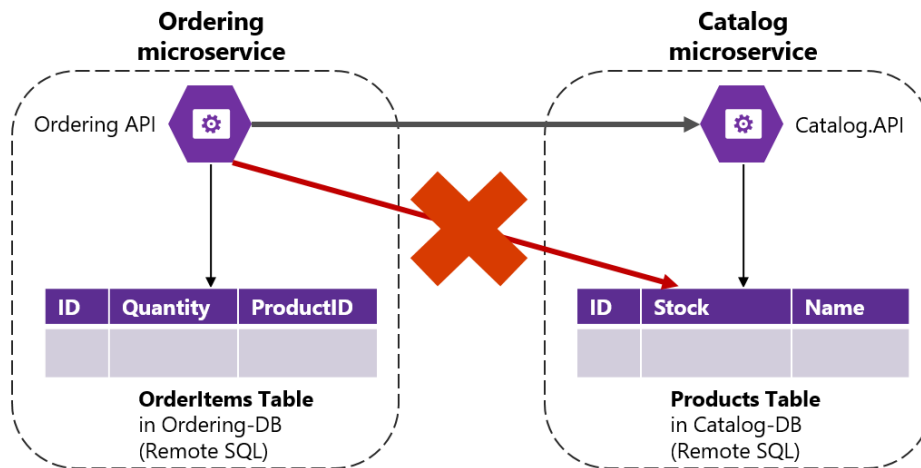 Ordering
microservice
Catalog
microservice
Ordering API
Catalog.API
ID Quantity ProductID
ID Stock Name
OrderItems Table
in Ordering-DB
(Remote SQL)
Products Table
in Catalog-DB
(Remote SQL)